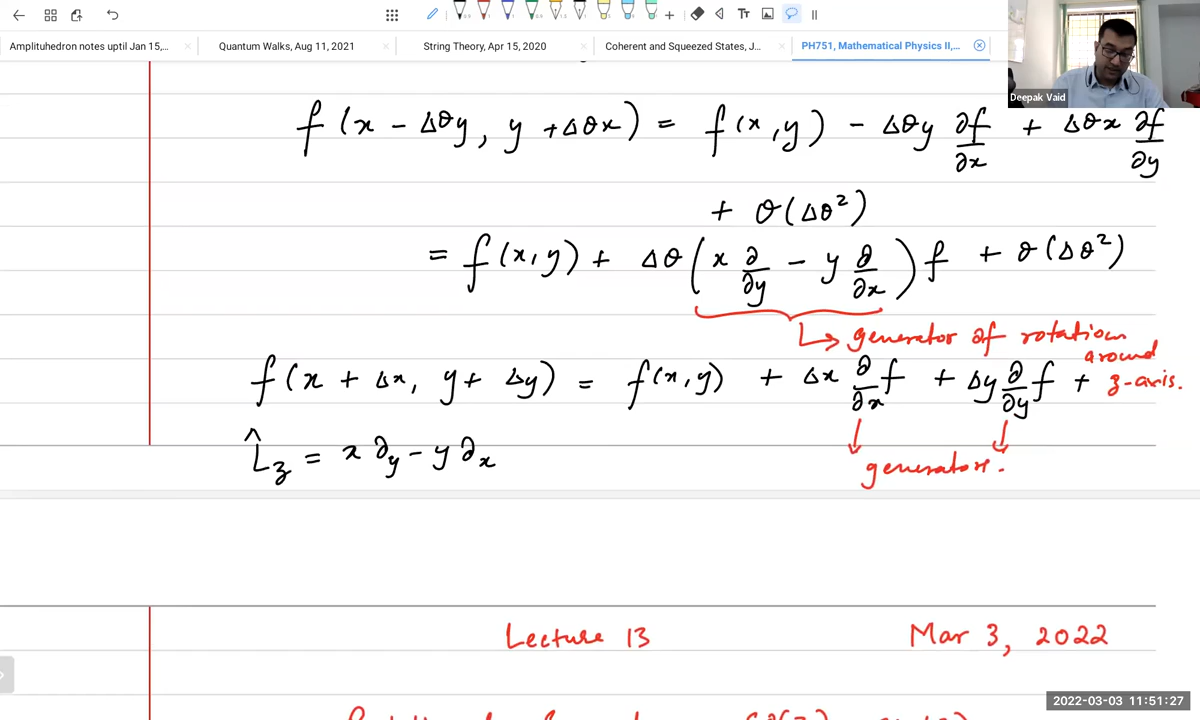 Amplituhedron notes uptil Jan 15,... Quantum Walks, Aug 11, 2021 String Theory, Apr 15, 2020 Coherent and Squeezed States, J... PH751, Mathematical Physics II,...
Deepak Vaid
f(x - Δθy, y + Δθx) = f(x,y) - Δθy ∂f/∂x + Δθx ∂f/∂y
+ O(Δθ²)
= f(x,y) + Δθ(x ∂/∂y - y ∂/∂x)f + O(Δθ²)
↳ generator of rotation
around
z-axis.
f(x + Δx, y + Δy) = f(x,y) + Δx ∂/∂x f + Δy ∂/∂y f +
L̂z = x ∂y - y ∂x
generators.
Lecture 13 Mar 3, 2022
2022-03-03 11:51:27